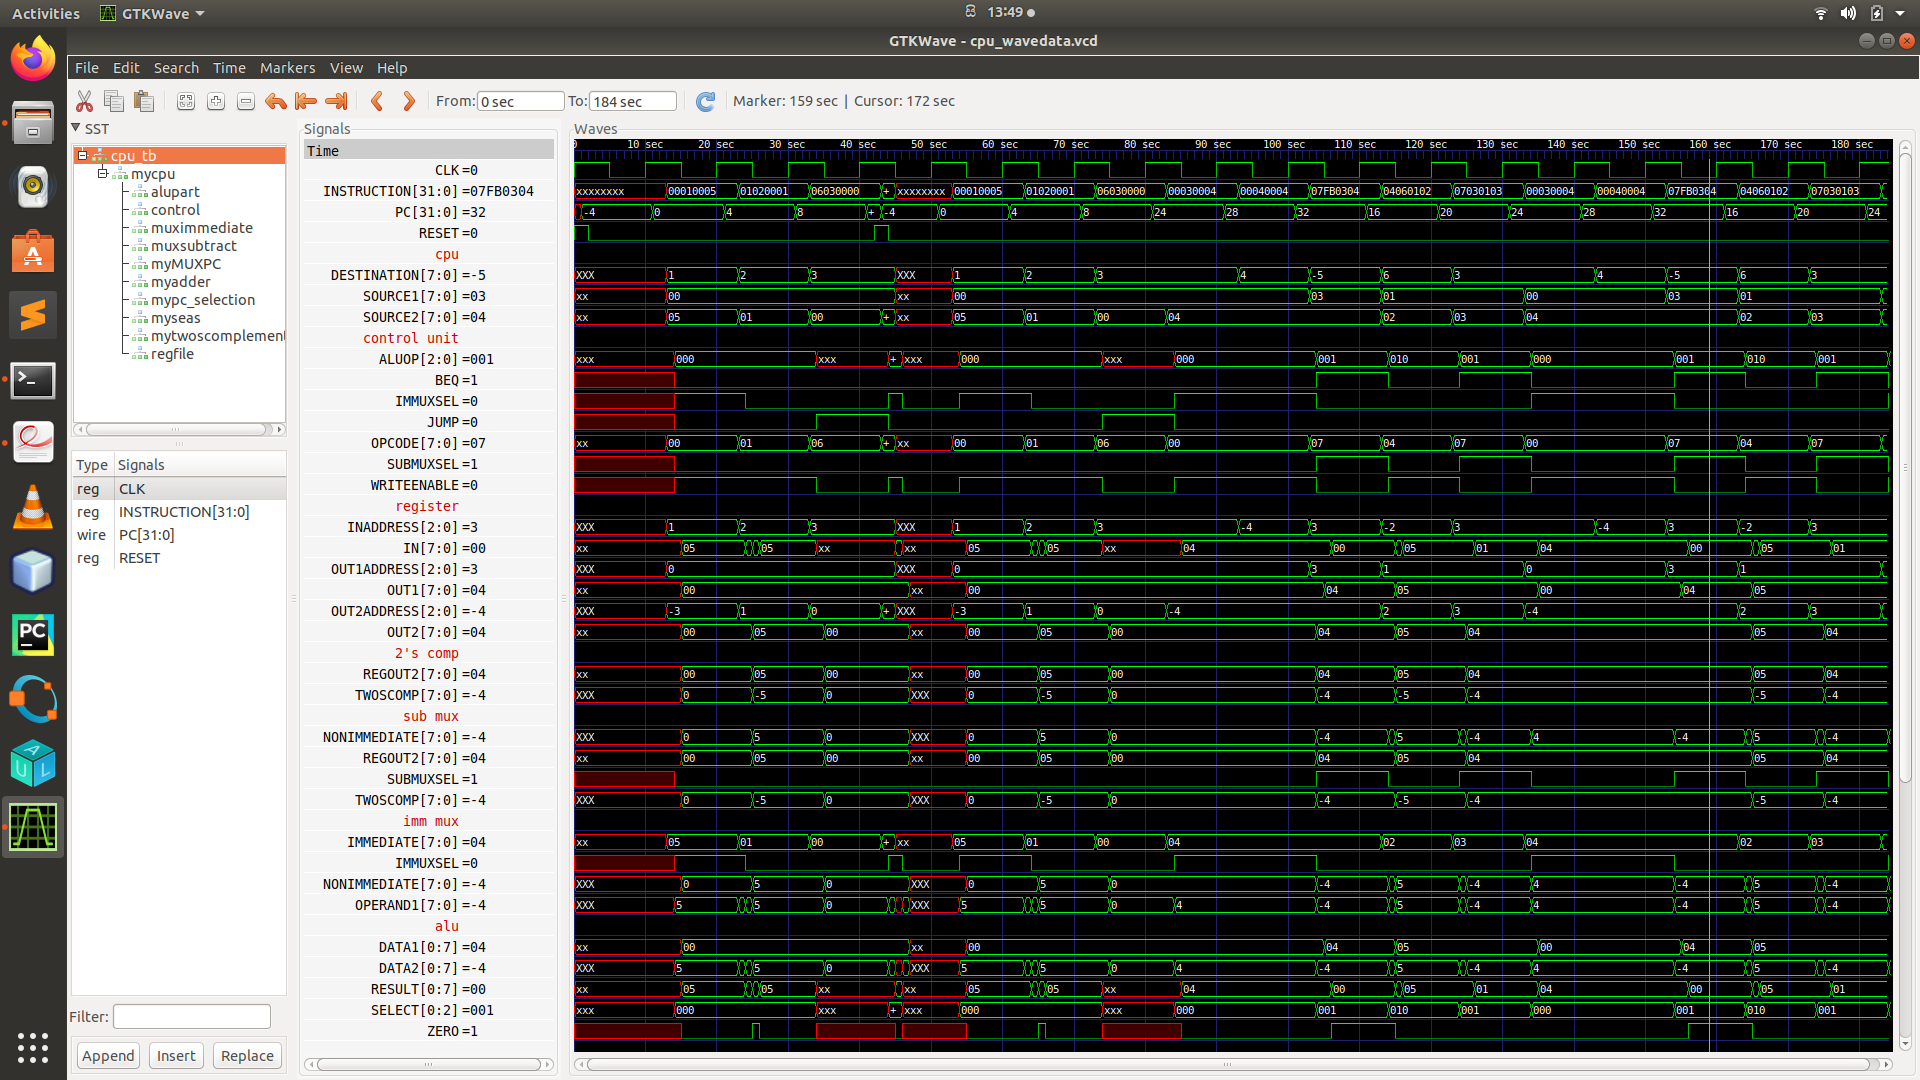 Activities GTKWave 13:49
GTKWave - cpu_wavedata.vcd
File Edit Search Time Markers View Help
From: 0 sec To: 184 sec Marker: 159 sec | Cursor: 172 sec
SST
cpu_tb
mycpu
alupart
control
muximmediate
muxsubtract
myMUXPC
myadder
mypc_selection
myseas
mytwoscomplement
regfile
Type Signals
reg CLK
reg INSTRUCTION[31:0]
wire PC[31:0]
reg RESET
Filter:
Append Insert Replace
Signals
Time
CLK=0
INSTRUCTION[31:0]=07FB0304
PC[31:0]=32
RESET=0
cpu
DESTINATION[7:0]=-5
SOURCE1[7:0]=03
SOURCE2[7:0]=04
control unit
ALUOP[2:0]=001
BEQ=1
IMMUXSEL=0
JUMP=0
OPCODE[7:0]=07
SUBMUXSEL=1
WRITEENABLE=0
register
INADDRESS[2:0]=3
IN[7:0]=00
OUT1ADDRESS[2:0]=3
OUT1[7:0]=04
OUT2ADDRESS[2:0]=-4
OUT2[7:0]=04
2's comp
REGOUT2[7:0]=04
TWOSCOMP[7:0]=-4
sub mux
NONIMMEDIATE[7:0]=-4
REGOUT2[7:0]=04
SUBMUXSEL=1
TWOSCOMP[7:0]=-4
imm mux
IMMEDIATE[7:0]=04
IMMUXSEL=0
NONIMMEDIATE[7:0]=-4
OPERAND1[7:0]=-4
alu
DATA1[0:7]=04
DATA2[0:7]=-4
RESULT[0:7]=00
SELECT[0:2]=001
ZERO=1
Waves
0 10 sec 20 sec 30 sec 40 sec 50 sec 60 sec 70 sec 80 sec 90 sec 100 sec 110 sec 120 sec 130 sec 140 sec 150 sec 160 sec 170 sec 180 sec
xxxxxxxx 00010005 01020001 06030000 + xxxxxxxx 00010005 01020001 06030000 00030004 00040004 07FB0304 04060102 07030103 00030004 00040004 07FB0304 04060102 07030103
-4 0 4 8 + -4 0 4 8 24 28 32 16 20 24 28 32 16 20 24
XXX 1 2 3 XXX 1 2 3 4 -5 6 3 4 -5 6 3
xx 00 xx 00 03 01 00 03 01
xx 05 01 00 + xx 05 01 00 04 02 03 04 02 03
xxx 000 xxx + xxx 000 xxx 000 001 010 001 000 001 010 001
xx 00 01 06 + xx 00 01 06 00 07 04 07 00 07 04 07
XXX 1 2 3 XXX 1 2 3 -4 3 -2 3 -4 3 -2 3
xx 05 05 xx xx 05 05 xx 04 00 05 01 04 00 05 01
XXX 0 XXX 0 3 1 0 3 1
xx 00 xx 00 04 05 00 04 05
XXX -3 1 0 + XXX -3 1 0 -4 2 3 -4 2 3
xx 00 05 00 xx 00 05 00 04 05 04 05 04
xx 00 05 00 xx 00 05 00 04 05 04 05 04
XXX 0 -5 0 XXX 0 -5 0 -4 -5 -4 -5 -4
XXX 0 5 0 XXX 0 5 0 -4 5 -4 4 -4 5 -4
xx 00 05 00 xx 00 05 00 04 05 04 05 04
XXX 0 -5 0 XXX 0 -5 0 -4 -5 -4 -5 -4
xx 05 01 00 + xx 05 01 00 04 02 03 04 02 03
XXX 0 5 0 XXX 0 5 0 -4 5 -4 4 -4 5 -4
XXX 5 5 0 XXX 5 5 0 4 -4 5 -4 4 -4 5 -4
xx 00 xx 00 04 05 00 04 05
XXX 5 5 0 XXX 5 5 0 4 -4 5 -4 4 -4 5 -4
xx 05 05 xx xx 05 05 xx 04 00 05 01 04 00 05 01
xxx 000 xxx + xxx 000 xxx 000 001 010 001 000 001 010 001